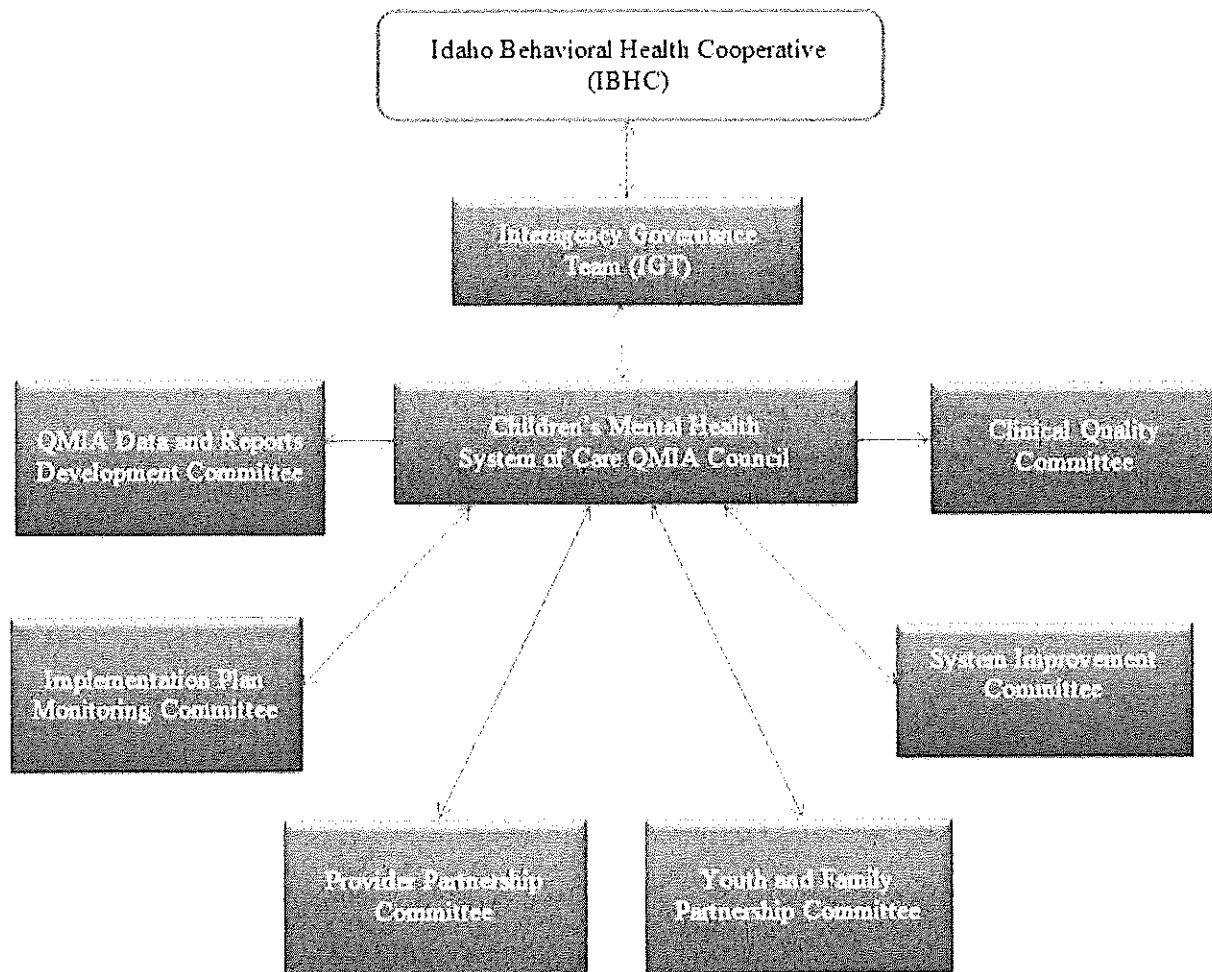 Idaho Behavioral Health Cooperative
(IBHC)
Interagency Governance
Team (IGT)
QMIA Data and Reports
Development Committee
Children's Mental Health
System of Care QMIA Council
Clinical Quality
Committee
Implementation Plan
Monitoring Committee
System Improvement
Committee
Provider Partnership
Committee
Youth and Family
Partnership Committee